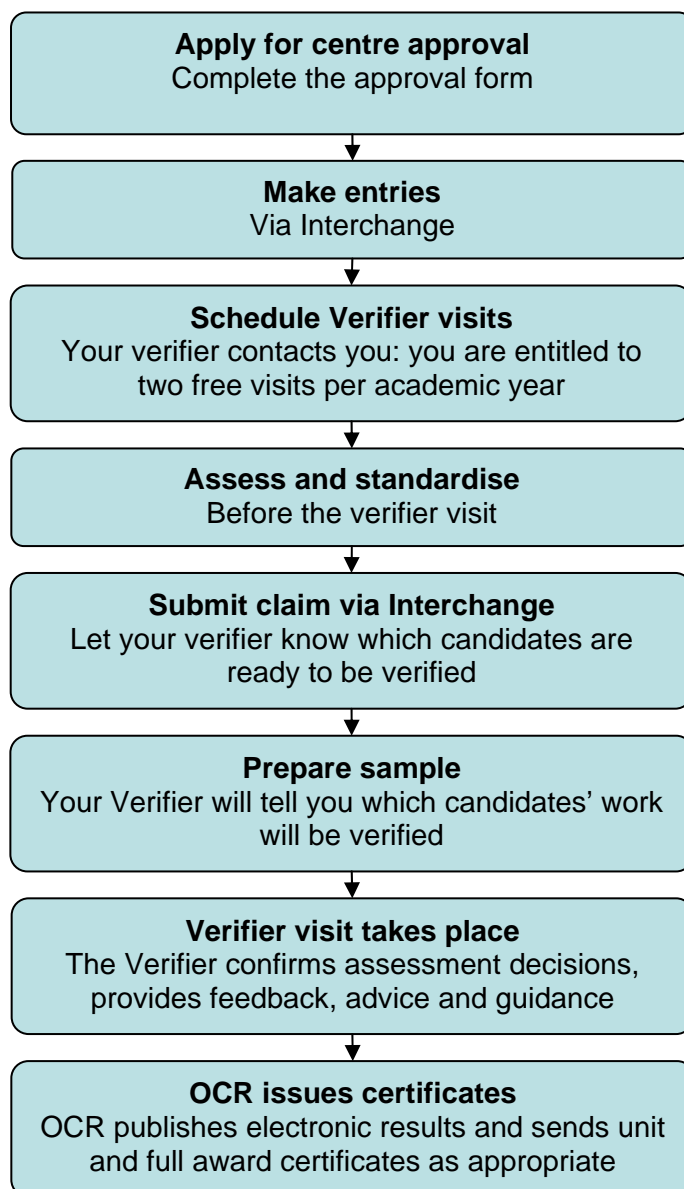 Apply for centre approval
Complete the approval form
Make entries
Via Interchange
Schedule Verifier visits
Your verifier contacts you: you are entitled to
two free visits per academic year
Assess and standardise
Before the verifier visit
Submit claim via Interchange
Let your verifier know which candidates are
ready to be verified
Prepare sample
Your Verifier will tell you which candidates’ work
will be verified
Verifier visit takes place
The Verifier confirms assessment decisions,
provides feedback, advice and guidance
OCR issues certificates
OCR publishes electronic results and sends unit
and full award certificates as appropriate